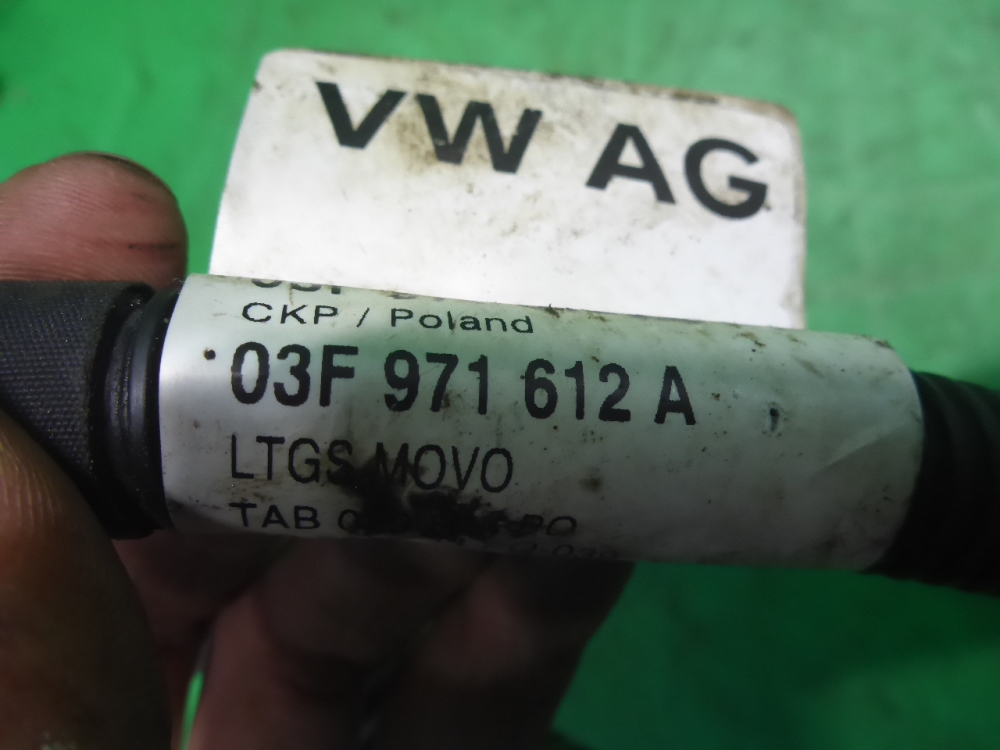 VW AG
CKP / Poland
03F 971 612 A
LTGS MOVO
TAB